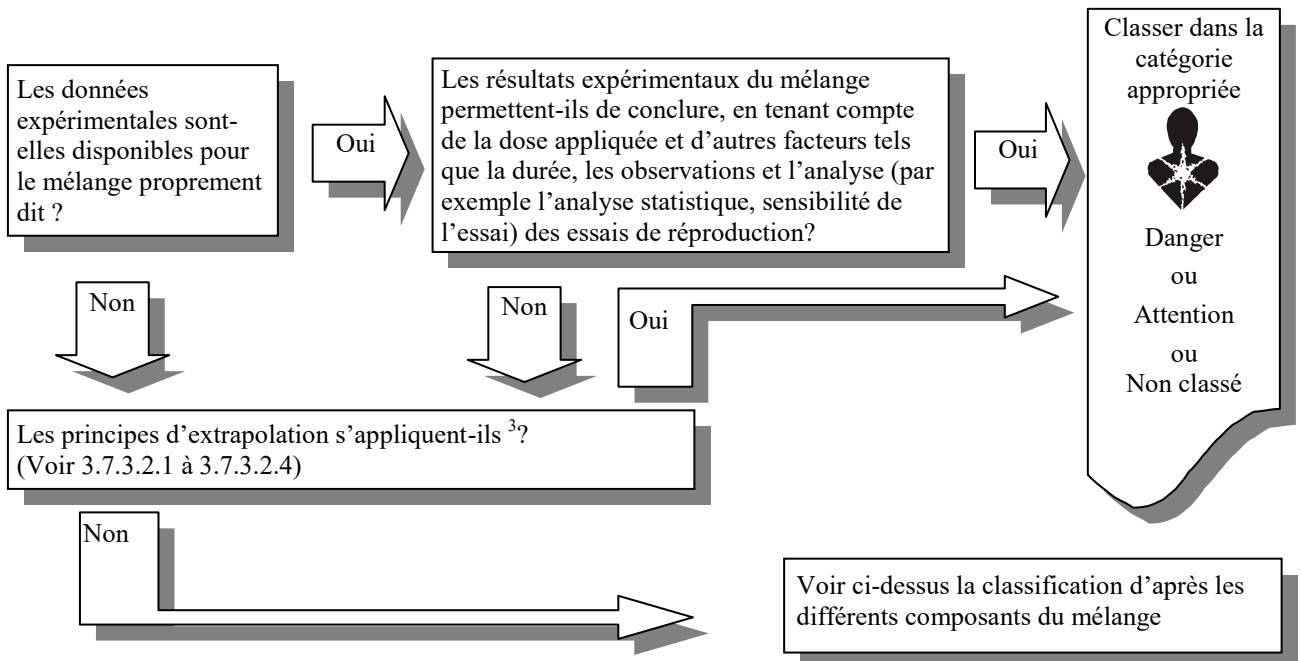 Les données
expérimentales sont-
elles disponibles pour
le mélange proprement
dit ?
Oui
Les résultats expérimentaux du mélange
permettent-ils de conclure, en tenant compte
de la dose appliquée et d'autres facteurs tels
que la durée, les observations et l'analyse (par
exemple l'analyse statistique, sensibilité de
l'essai) des essais de réproduction?
Oui
Classer dans la
catégorie
appropriée
Danger
ou
Attention
ou
Non classé
Non
Non
Oui
Les principes d'extrapolation s'appliquent-ils ³?
(Voir 3.7.3.2.1 à 3.7.3.2.4)
Non
Voir ci-dessus la classification d'après les
différents composants du mélange